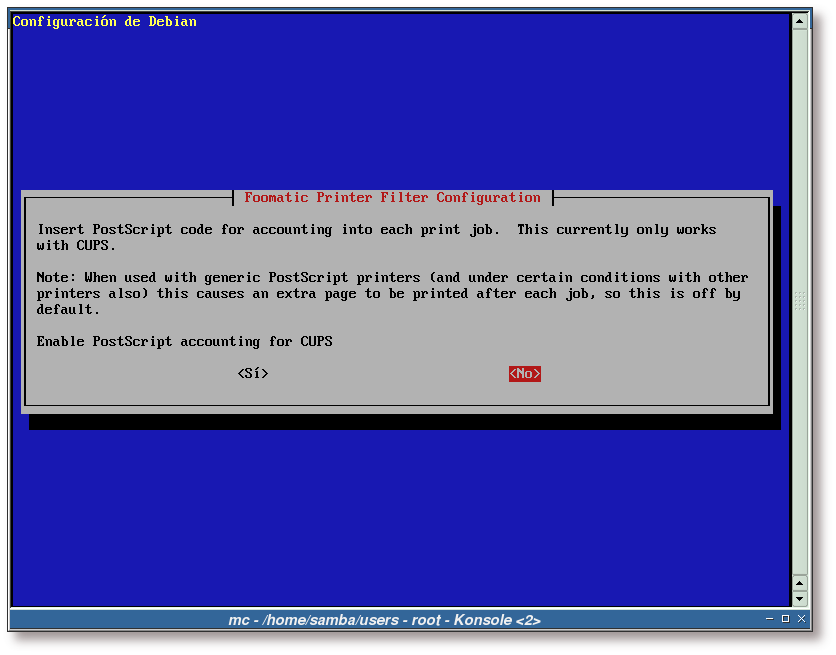 Configuración de Debian
Foomatic Printer Filter Configuration
Insert PostScript code for accounting into each print job.  This currently only works
with CUPS.
Note: When used with generic PostScript printers (and under certain conditions with other
printers also) this causes an extra page to be printed after each job, so this is off by
default.
Enable PostScript accounting for CUPS
<Sí> <No>
mc - /home/samba/users - root - Konsole <2>